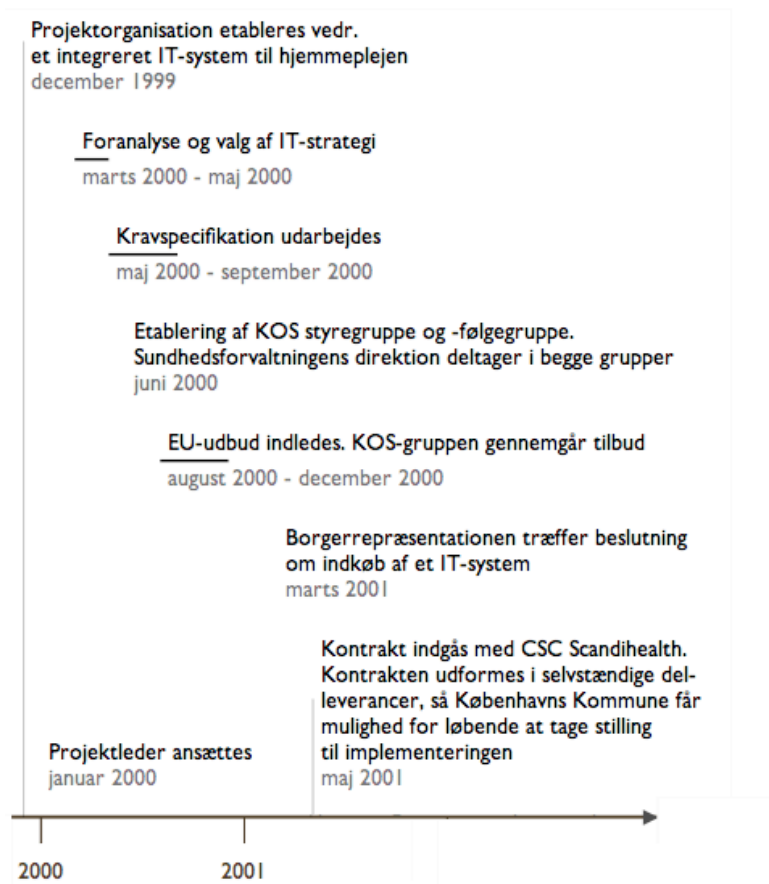 Projektorganisation etableres vedr.
et integreret IT-system til hjemmeplejen
december 1999
Foranalyse og valg af IT-strategi
marts 2000 - maj 2000
Kravspecifikation udarbejdes
maj 2000 - september 2000
Etablering af KOS styregruppe og -følgegruppe.
Sundhedsforvaltningens direktion deltager i begge grupper
juni 2000
EU-udbud indledes. KOS-gruppen gennemgår tilbud
august 2000 - december 2000
Borgerrepræsentationen træffer beslutning
om indkøb af et IT-system
marts 2001
Kontrakt indgås med CSC Scandihealth.
Kontrakten udformes i selvstændige del-
leverancer, så Københavns Kommune får
mulighed for løbende at tage stilling
til implementeringen
maj 2001
Projektleder ansættes
januar 2000
2000
2001